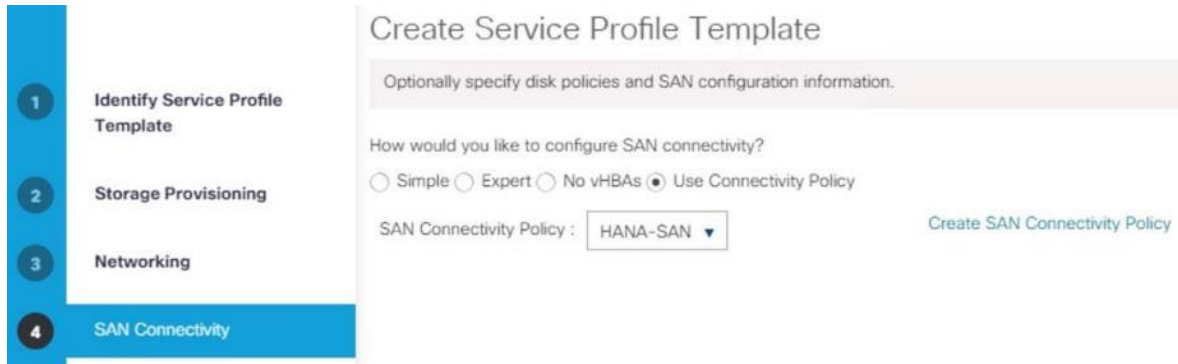 Create Service Profile Template
Optionally specify disk policies and SAN configuration information.
1
Identify Service Profile
Template
How would you like to configure SAN connectivity?
Simple Expert No vHBAs Use Connectivity Policy
2
Storage Provisioning
SAN Connectivity Policy : HANA-SAN Create SAN Connectivity Policy
3
Networking
4
SAN Connectivity